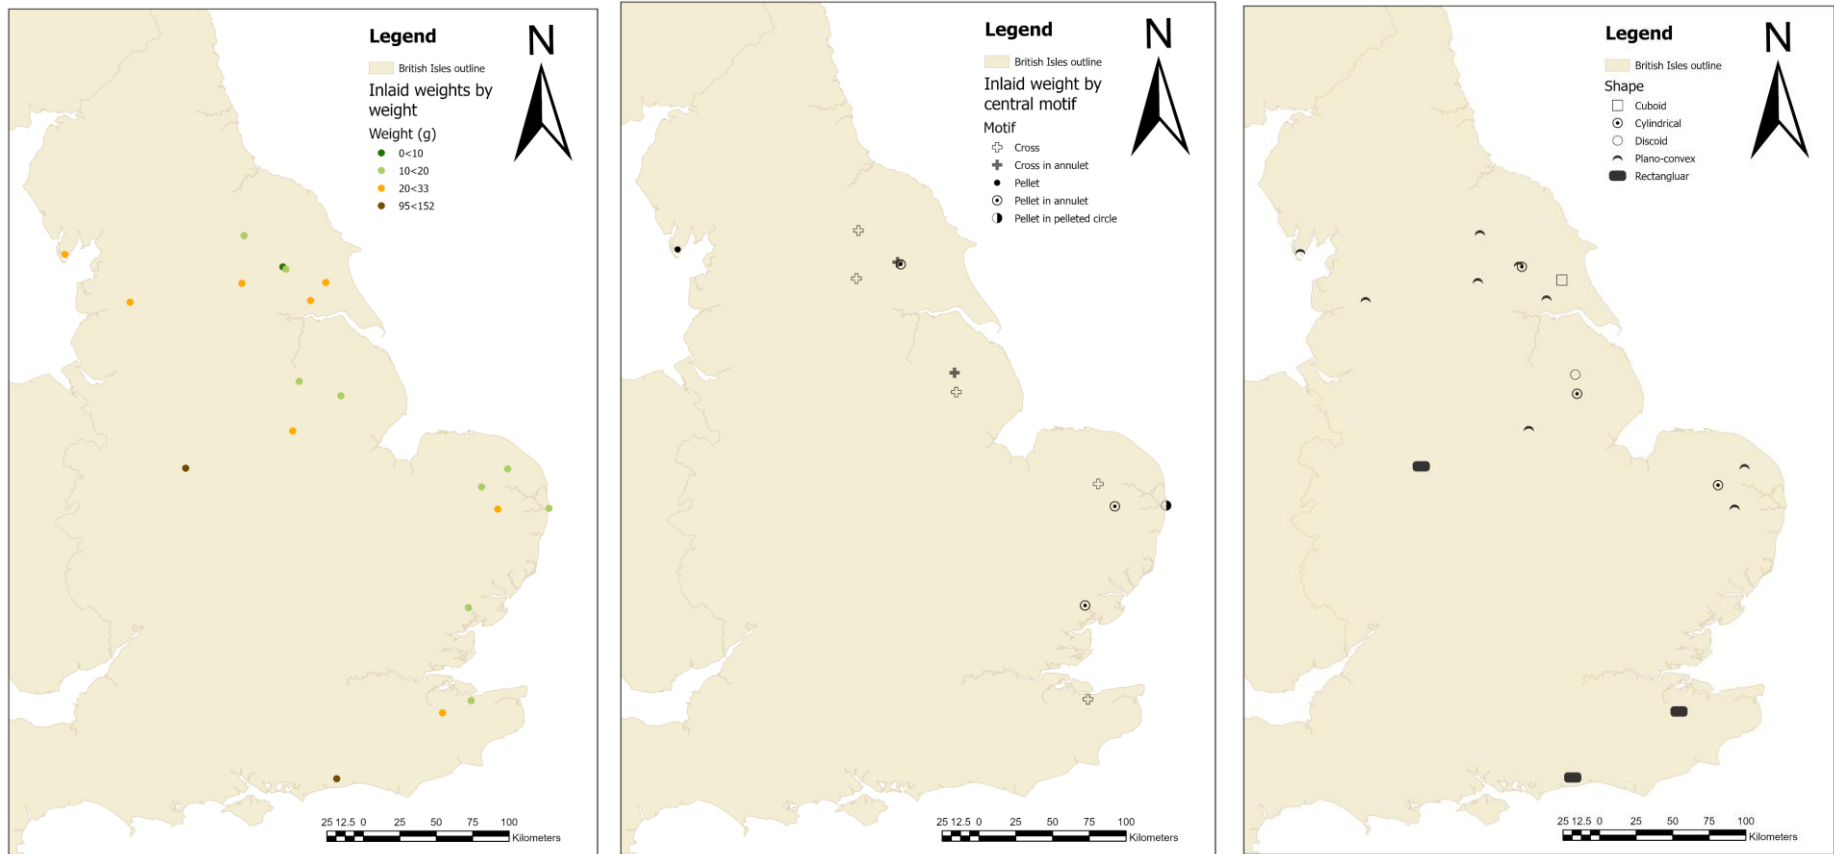 Legend
N
British Isles outline
Inlaid weights by
weight
Weight (g)
0<10
10<20
20<33
95<152
25 12.5 0 25 50 75 100
Kilometers
Legend
N
British Isles outline
Inlaid weight by
central motif
Motif
Cross
Cross in annulet
Pellet
Pellet in annulet
Pellet in pelleted circle
25 12.5 0 25 50 75 100
Kilometers
Legend
N
British Isles outline
Shape
Cuboid
Cylindrical
Discoid
Plano-convex
Rectangluar
25 12.5 0 25 50 75 100
Kilometers